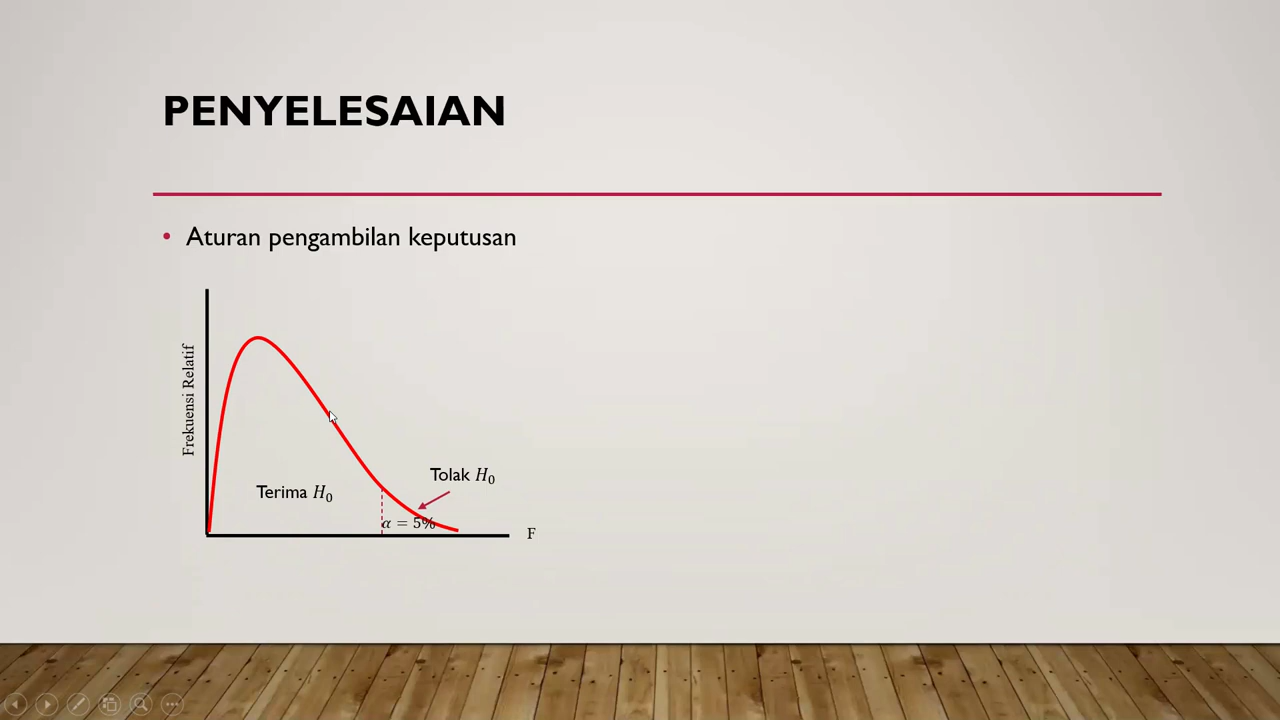 PENYELESAIAN
• Aturan pengambilan keputusan
Frekuensi Relatif
Tolak H₀
Terima H₀
α = 5%
F